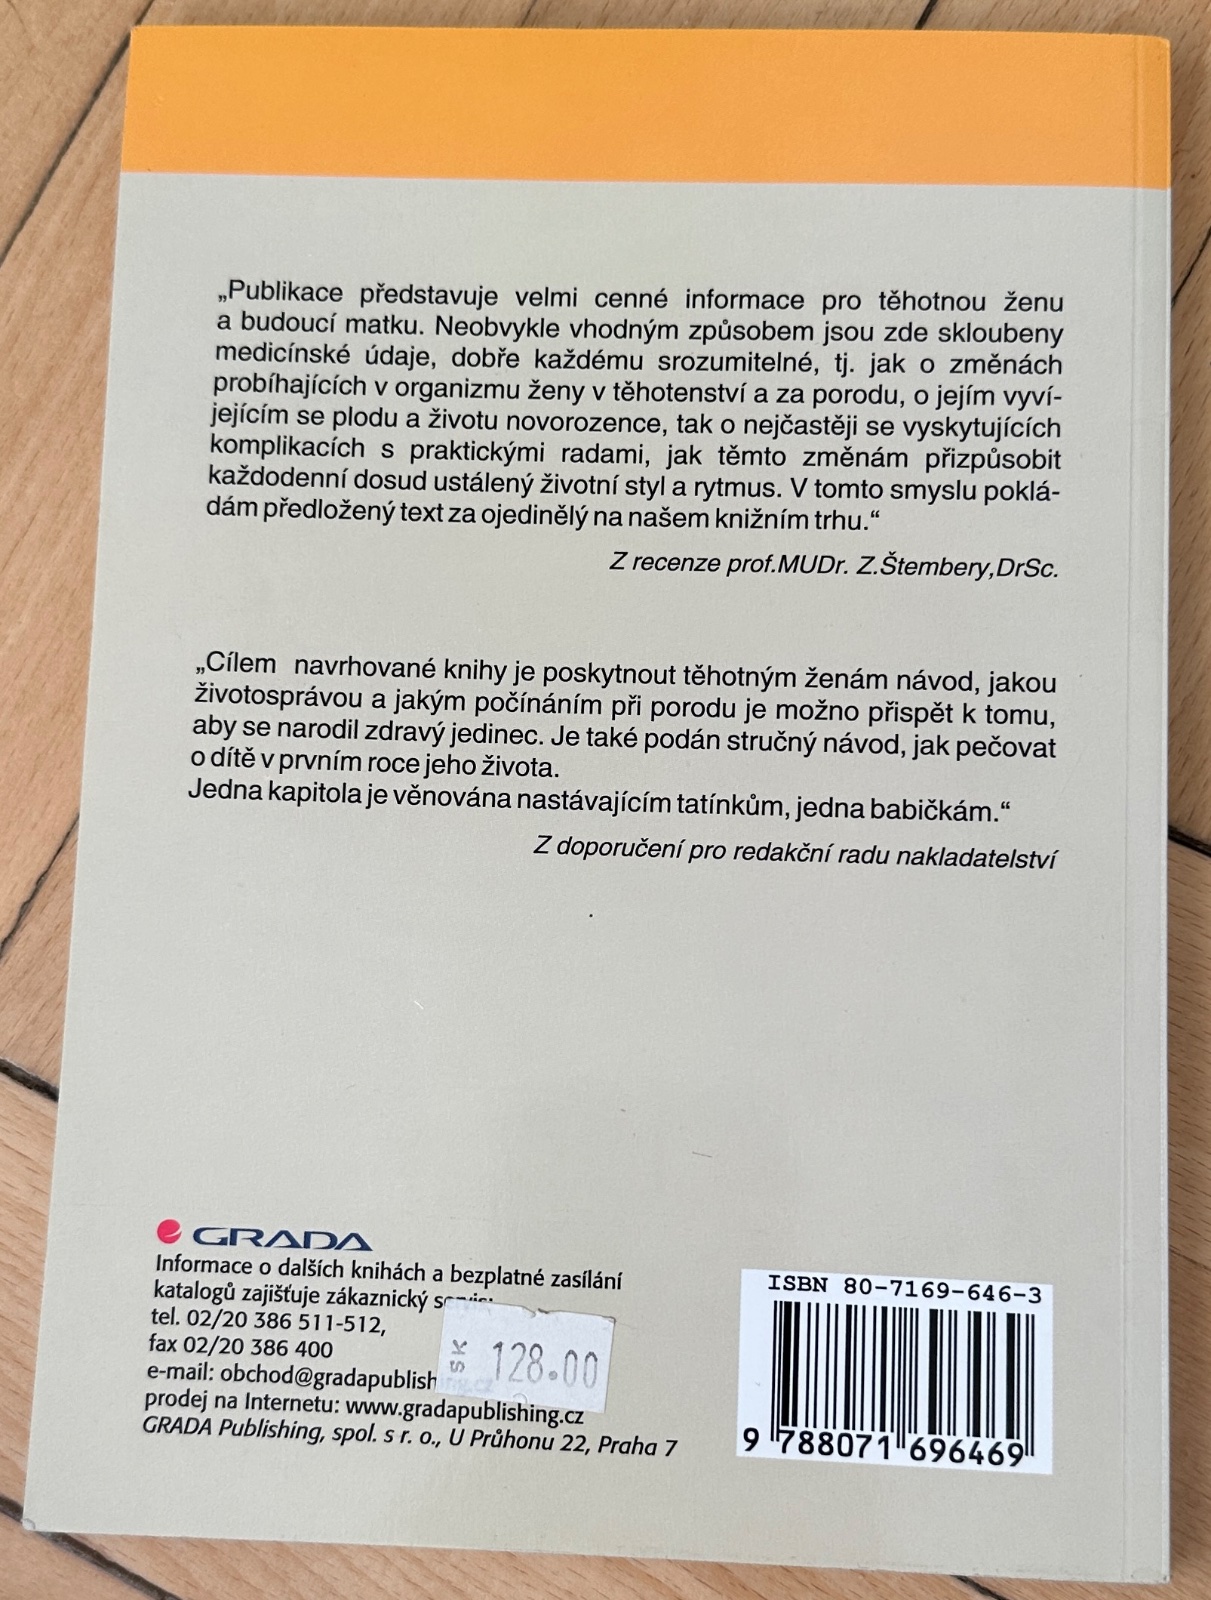 „Publikace představuje velmi cenné informace pro těhotnou ženu
a budoucí matku. Neobvykle vhodným způsobem jsou zde skloubeny
medicínské údaje, dobře každému srozumitelné, tj. jak o změnách
probíhajících v organizmu ženy v těhotenství a za porodu, o jejím vyví-
jejícím se plodu a životu novorozence, tak o nejčastěji se vyskytujících
komplikacích s praktickými radami, jak těmto změnám přizpůsobit
každodenní dosud ustálený životní styl a rytmus. V tomto smyslu poklá-
dám předložený text za ojedinělý na našem knižním trhu.“
Z recenze prof.MUDr. Z.Štembery,DrSc.
„Cílem navrhované knihy je poskytnout těhotným ženám návod, jakou
životosprávou a jakým počínáním při porodu je možno přispět k tomu,
aby se narodil zdravý jedinec. Je také podán stručný návod, jak pečovat
o dítě v prvním roce jeho života.
Jedna kapitola je věnována nastávajícím tatínkům, jedna babičkám.“
Z doporučení pro redakční radu nakladatelství
GRADA
Informace o dalších knihách a bezplatné zasílání
katalogů zajišťuje zákaznický servis:
tel. 02/20 386 511-512,
fax 02/20 386 400
e-mail: obchod@gradapublishing.cz
prodej na Internetu: www.gradapublishing.cz
GRADA Publishing, spol. s r. o., U Průhonu 22, Praha 7
SK 128.00
ISBN 80-7169-646-3
9 788071 696469